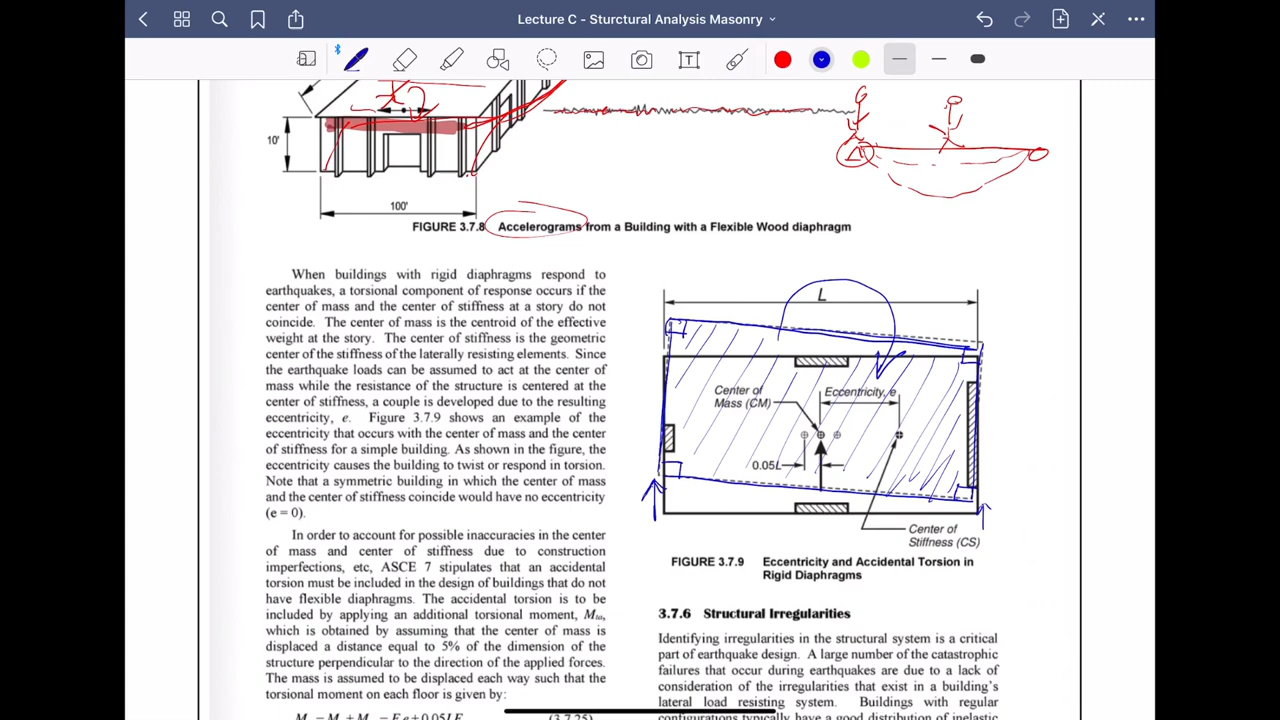 Lecture C - Sturctural Analysis Masonry
T
10'
100'
FIGURE 3.7.8 Accelerograms from a Building with a Flexible Wood diaphragm
When buildings with rigid diaphragms respond to
earthquakes, a torsional component of response occurs if the
center of mass and the center of stiffness at a story do not
coincide. The center of mass is the centroid of the effective
weight at the story. The center of stiffness is the geometric
center of the stiffness of the laterally resisting elements. Since
the earthquake loads can be assumed to act at the center of
mass while the resistance of the structure is centered at the
center of stiffness, a couple is developed due to the resulting
eccentricity, e. Figure 3.7.9 shows an example of the
eccentricity that occurs with the center of mass and the center
of stiffness for a simple building. As shown in the figure, the
eccentricity causes the building to twist or respond in torsion.
Note that a symmetric building in which the center of mass
and the center of stiffness coincide would have no eccentricity
(e = 0).
In order to account for possible inaccuracies in the center
of mass and center of stiffness due to construction
imperfections, etc, ASCE 7 stipulates that an accidental
torsion must be included in the design of buildings that do not
have flexible diaphragms. The accidental torsion is to be
included by applying an additional torsional moment, Mta,
which is obtained by assuming that the center of mass is
displaced a distance equal to 5% of the dimension of the
structure perpendicular to the direction of the applied forces.
The mass is assumed to be displaced each way such that the
torsional moment on each floor is given by:
(3.7.25)
L
Center of
Mass (CM)
Eccentricity, e
0.05L
Center of
Stiffness (CS)
FIGURE 3.7.9 Eccentricity and Accidental Torsion in
Rigid Diaphragms
3.7.6 Structural Irregularities
Identifying irregularities in the structural system is a critical
part of earthquake design. A large number of the catastrophic
failures that occur during earthquakes are due to a lack of
consideration of the irregularities that exist in a building's
lateral load resisting system. Buildings with regular
configurations typically have a good distribution of inelastic